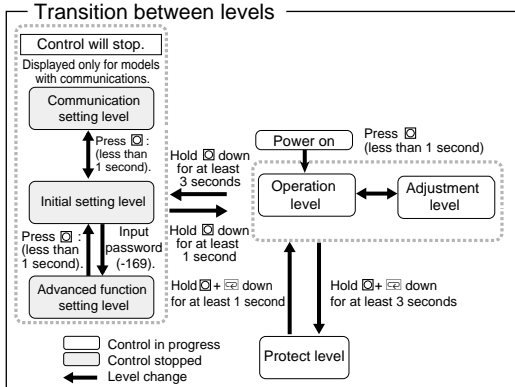 Transition between levels
Control will stop.
Displayed only for models
with communications.
Communication
setting level
Press :
(less than
1 second).
Initial setting level
Press :
(less than
1 second).
Input
password
(-169).
Advanced function
setting level
Hold down
for at least
3 seconds
Hold down
for at least
1 second
Power on
Press
(less than 1 second)
Operation
level
Adjustment
level
Hold + down
for at least 1 second
Hold + down
for at least 3 seconds
Protect level
Control in progress
Control stopped
Level change